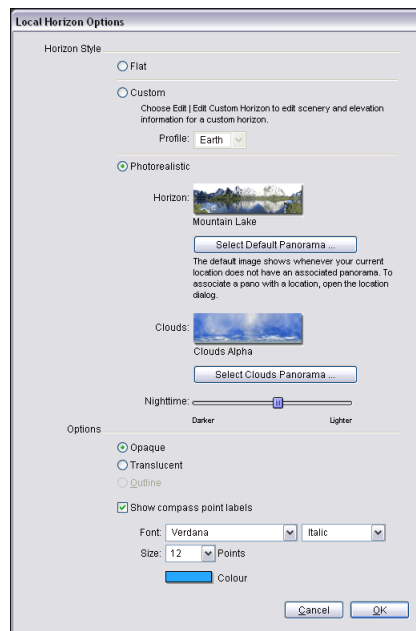 Local Horizon Options
Horizon Style
Flat
Custom
Choose Edit | Edit Custom Horizon to edit scenery and elevation
information for a custom horizon.
Profile: Earth
Photorealistic
Horizon:
Mountain Lake
Select Default Panorama ...
The default image shows whenever your current
location does not have an associated panorama. To
associate a pano with a location, open the location
dialog.
Clouds:
Clouds Alpha
Select Clouds Panorama ...
Nighttime:
Darker Lighter
Options
Opaque
Translucent
Outline
Show compass point labels
Font: Verdana Italic
Size: 12 Points
Colour
Cancel OK